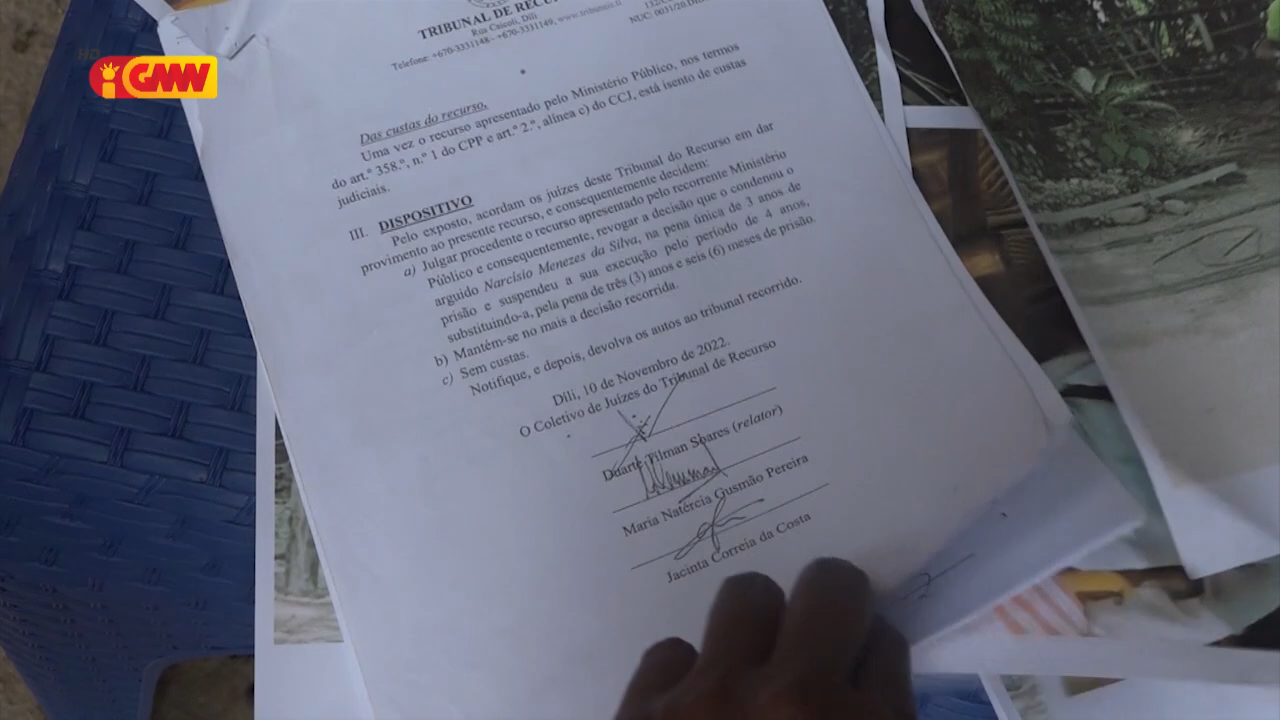 HD
GMW
TRIBUNAL DE
Rua Caicoli, Dili
Telefone: +670-3331148 - +670-3331149, www.tribunais.tl
NUC: 0031/20
Das custas do recurso,
Uma vez o recurso apresentado pelo Ministério Público, nos termos
do art.º 358.º, n.º 1 do CPP e art.º 2.º, alínea c) do CCJ, está isento de custas
judiciais.
III. DISPOSITIVO
Pelo exposto, acordam os juízes deste Tribunal do Recurso em dar
provimento ao presente recurso, e consequentemente decidem:
a) Julgar procedente o recurso apresentado pelo recorrente Ministério
Público e consequentemente, revogar a decisão que o condenou o
arguido Narcísio Menezes da Silva, na pena única de 3 anos de
prisão e suspendeu a sua execução pelo período de 4 anos,
substituindo-a, pela pena de três (3) anos e seis (6) meses de prisão.
b) Mantém-se no mais a decisão recorrida.
c) Sem custas.
Notifique, e depois, devolva os autos ao tribunal recorrido.
Dili, 10 de Novembro de 2022.
O Coletivo de Juízes do Tribunal de Recurso
Duarte Tilman Soares (relator)
Maria Natércia Gusmão Pereira
Jacinta Correia da Costa